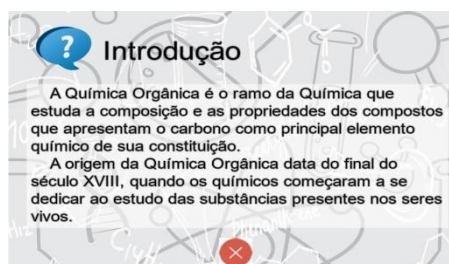 ?
Introdução
A Química Orgânica é o ramo da Química que
estuda a composição e as propriedades dos compostos
que apresentam o carbono como principal elemento
químico de sua constituição.
A origem da Química Orgânica data do final do
século XVIII, quando os químicos começaram a se
dedicar ao estudo das substâncias presentes nos seres
vivos.